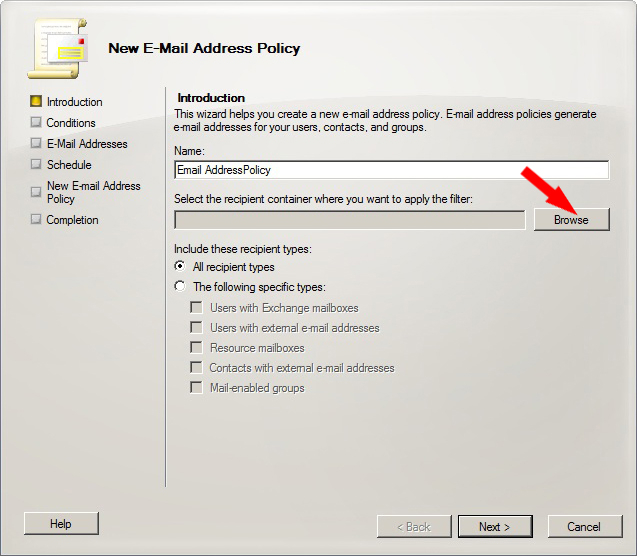 New E-Mail Address Policy
Introduction
Conditions
E-Mail Addresses
Schedule
New E-mail Address
Policy
Completion
Introduction
This wizard helps you create a new e-mail address policy. E-mail address policies generate
e-mail addresses for your users, contacts, and groups.
Name:
Email AddressPolicy
Select the recipient container where you want to apply the filter:
Browse
Include these recipient types:
All recipient types
The following specific types:
Users with Exchange mailboxes
Users with external e-mail addresses
Resource mailboxes
Contacts with external e-mail addresses
Mail-enabled groups
Help
< Back
Next >
Cancel